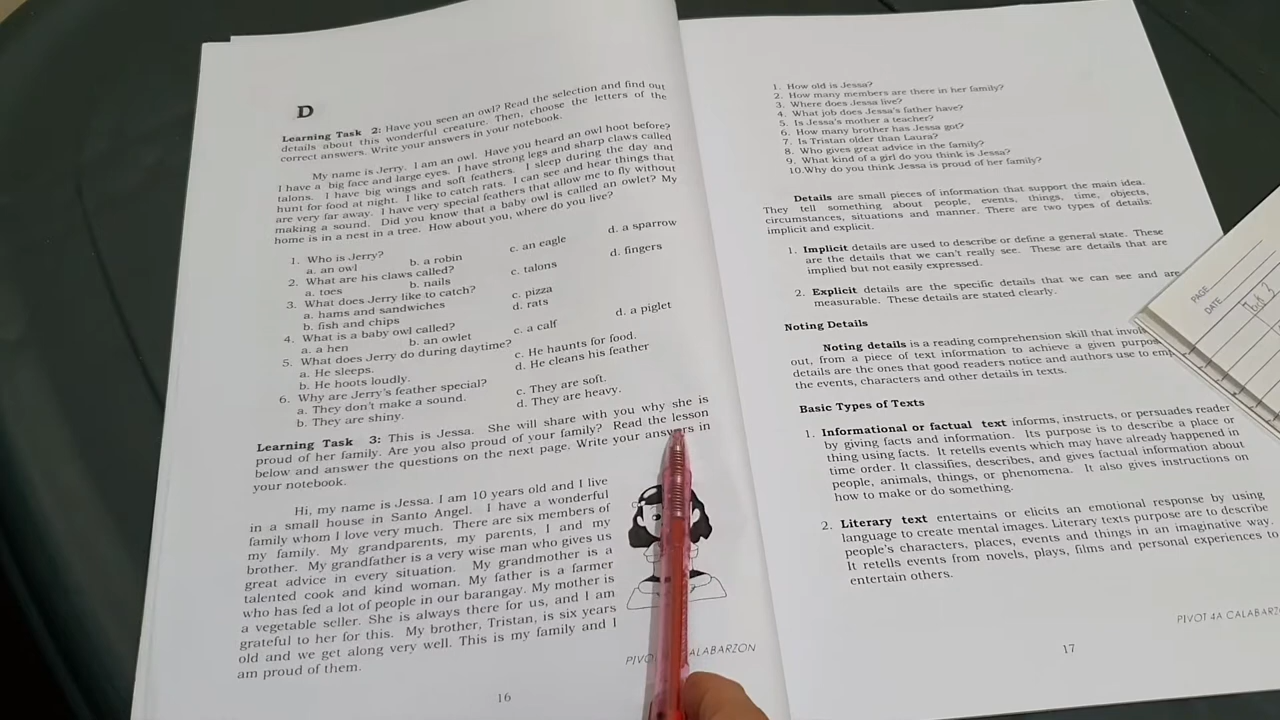 D
Learning Task 2: Have you seen an owl? Read the selection and find out
details about this wonderful creature. Then, choose the letters of the
correct answers. Write your answers in your notebook.
My name is Jerry. I am an owl. Have you heard an owl hoot before?
I have a big face and large eyes. I have strong legs and sharp claws called
talons. I have big wings and soft feathers. I sleep during the day and
hunt for food at night. I like to catch rats. I can see and hear things that
are very far away. I have very special feathers that allow me to fly without
making a sound. Did you know that a baby owl is called an owlet? My
home is in a nest in a tree. How about you, where do you live?
1. Who is Jerry?
a. an owl b. a robin c. an eagle d. a sparrow
2. What are his claws called?
a. toes b. nails c. talons d. fingers
3. What does Jerry like to catch?
a. hams and sandwiches c. pizza
b. fish and chips d. rats
4. What is a baby owl called?
a. a hen b. an owlet c. a calf d. a piglet
5. What does Jerry do during daytime?
a. He sleeps. c. He haunts for food.
b. He hoots loudly. d. He cleans his feather
6. Why are Jerry's feather special?
a. They don't make a sound. c. They are soft.
b. They are shiny. d. They are heavy.
Learning Task 3: This is Jessa. She will share with you why she is
proud of her family. Are you also proud of your family? Read the lesson
below and answer the questions on the next page. Write your answers in
your notebook.
Hi, my name is Jessa. I am 10 years old and I live
in a small house in Santo Angel. I have a wonderful
family whom I love very much. There are six members of
my family. My grandparents, my parents, I and my
brother. My grandfather is a very wise man who gives us
great advice in every situation. My grandmother is a
talented cook and kind woman. My father is a farmer
who has fed a lot of people in our barangay. My mother is
a vegetable seller. She is always there for us, and I am
grateful to her for this. My brother, Tristan, is six years
old and we get along very well. This is my family and I
am proud of them.
PIVO CALABARZON
16
1. How old is Jessa?
2. How many members are there in her family?
3. Where does Jessa live?
4. What job does Jessa's father have?
5. Is Jessa's mother a teacher?
6. How many brother has Jessa got?
7. Is Tristan older than Laura?
8. Who gives great advice in the family?
9. What kind of a girl do you think is Jessa?
10.Why do you think Jessa is proud of her family?
Details are small pieces of information that support the main idea.
They tell something about people, events, things, time, objects,
circumstances, situations and manner. There are two types of details:
implicit and explicit.
1. Implicit details are used to describe or define a general state. These
are the details that we can't really see. These are details that are
implied but not easily expressed.
2. Explicit details are the specific details that we can see and are
measurable. These details are stated clearly.
Noting Details
Noting details is a reading comprehension skill that
out, from a piece of text information to achieve a given
details are the ones that good readers notice and authors use to
the events, characters and other details in texts.
Basic Types of Texts
1. Informational or factual text informs, instructs, or persuades reader
by giving facts and information. Its purpose is to describe a place or
thing using facts. It retells events which may have already happened in
time order. It classifies, describes, and gives factual information about
people, animals, things, or phenomena. It also gives instructions on
how to make or do something.
2. Literary text entertains or elicit an emotional response by using
language to create mental images. Literary texts purpose are to describe
people's characters, places, events and things in an imaginative way.
It retells events from novels, plays, films and personal experiences to
entertain others.
PIVOT 4A
17
PAGE
DATE